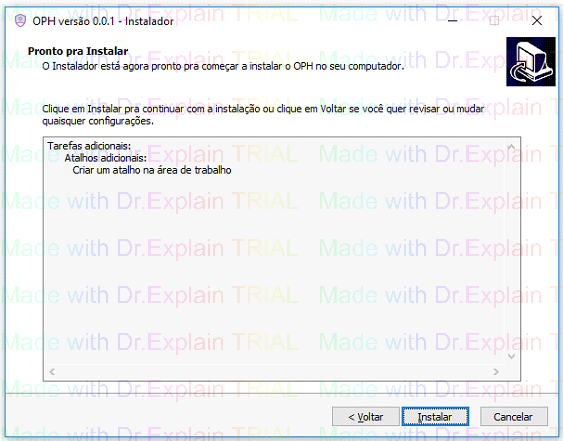 OPH versão 0.0.1 - Instalador
Pronto pra Instalar
O Instalador está agora pronto pra começar a instalar o OPH no seu computador.
Clique em Instalar pra continuar com a instalação ou clique em Voltar se você quer revisar ou mudar
quaisquer configurações.
Tarefas adicionais:
Atalhos adicionais:
Criar um atalho na área de trabalho
< Voltar
Instalar
Cancelar
Made with Dr.Explain TRIAL